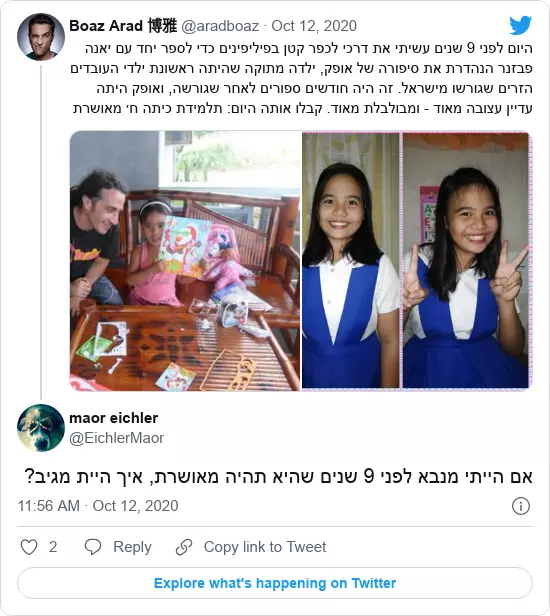 Boaz Arad 博雅 @aradboaz · Oct 12, 2020
היום לפני 9 שנים עשיתי את דרכי לכפר קטן בפיליפינים כדי לספר יחד עם יאנה
פבזנר הנהדרת את סיפורה של אופק, ילדה מתוקה שהיתה ראשונת ילדי העובדים
הזרים שגורשו מישראל. זה היה חודשים ספורים לאחר שגורשה, ואופק היתה
עדיין עצובה מאוד - ומבולבלת מאוד. קבלו אותה היום: תלמידת כיתה ח׳ מאושרת
maor eichler
@EichlerMaor
אם הייתי מנבא לפני 9 שנים שהיא תהיה מאושרת, איך היית מגיב?
11:56 AM · Oct 12, 2020
2 Reply Copy link to Tweet
Explore what's happening on Twitter